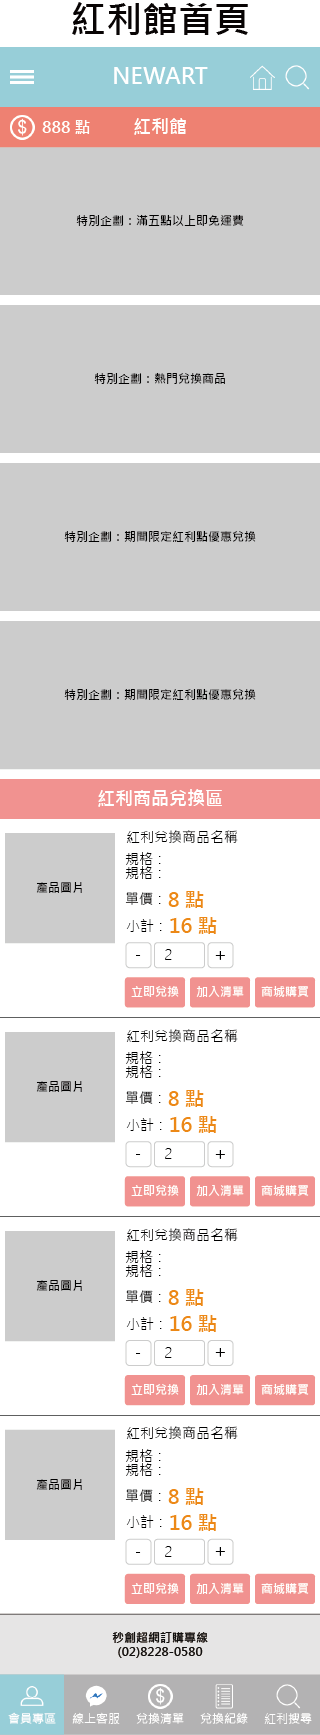 紅利館首頁
NEWART
888 點 紅利館
特別企劃：滿五點以上即免運費
特別企劃：熱門兌換商品
特別企劃：期間限定紅利點優惠兌換
特別企劃：期間限定紅利點優惠兌換
紅利商品兌換區
產品圖片
紅利兌換商品名稱
規格：
規格：
單價：8 點
小計：16 點
- 2 +
立即兌換 加入清單 商城購買
產品圖片
紅利兌換商品名稱
規格：
規格：
單價：8 點
小計：16 點
- 2 +
立即兌換 加入清單 商城購買
產品圖片
紅利兌換商品名稱
規格：
規格：
單價：8 點
小計：16 點
- 2 +
立即兌換 加入清單 商城購買
產品圖片
紅利兌換商品名稱
規格：
規格：
單價：8 點
小計：16 點
- 2 +
立即兌換 加入清單 商城購買
秒創超網訂購專線
(02)8228-0580
會員專區 線上客服 兌換清單 兌換紀錄 紅利搜尋